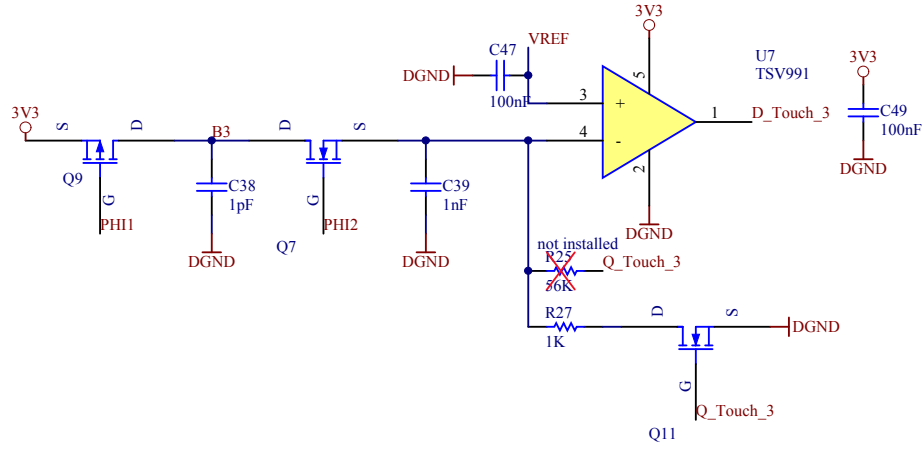 3V3
VREF
C47
DGND
100nF
U7
TSV991
5
3
+
4
-
1
D_Touch_3
2
DGND
3V3
C49
100nF
DGND
3V3
S
D
B3
D
S
Q9
G
PHI1
C38
1pF
DGND
Q7
G
PHI2
C39
1nF
DGND
not installed
R25
56K
Q_Touch_3
R27
1K
D
S
DGND
G
Q_Touch_3
Q11